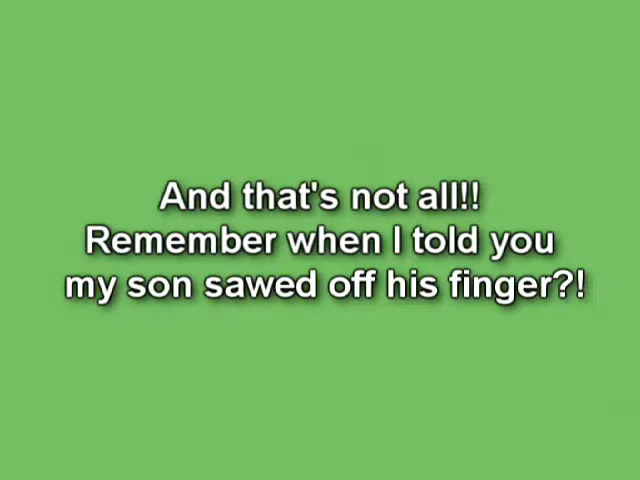 And that's not all!!
Remember when I told you
my son sawed off his finger?!